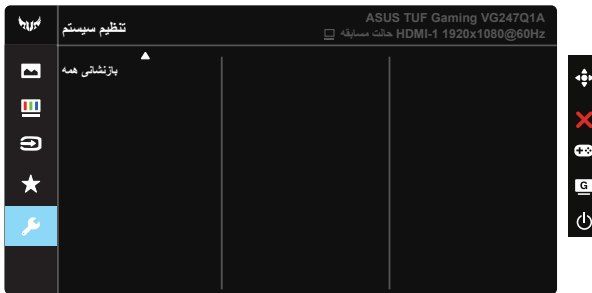 تنظیم سیستم
ASUS TUF Gaming VG247Q1A
حالت مسابقه HDMI-1 1920x1080@60Hz
بازنشانی همه
G